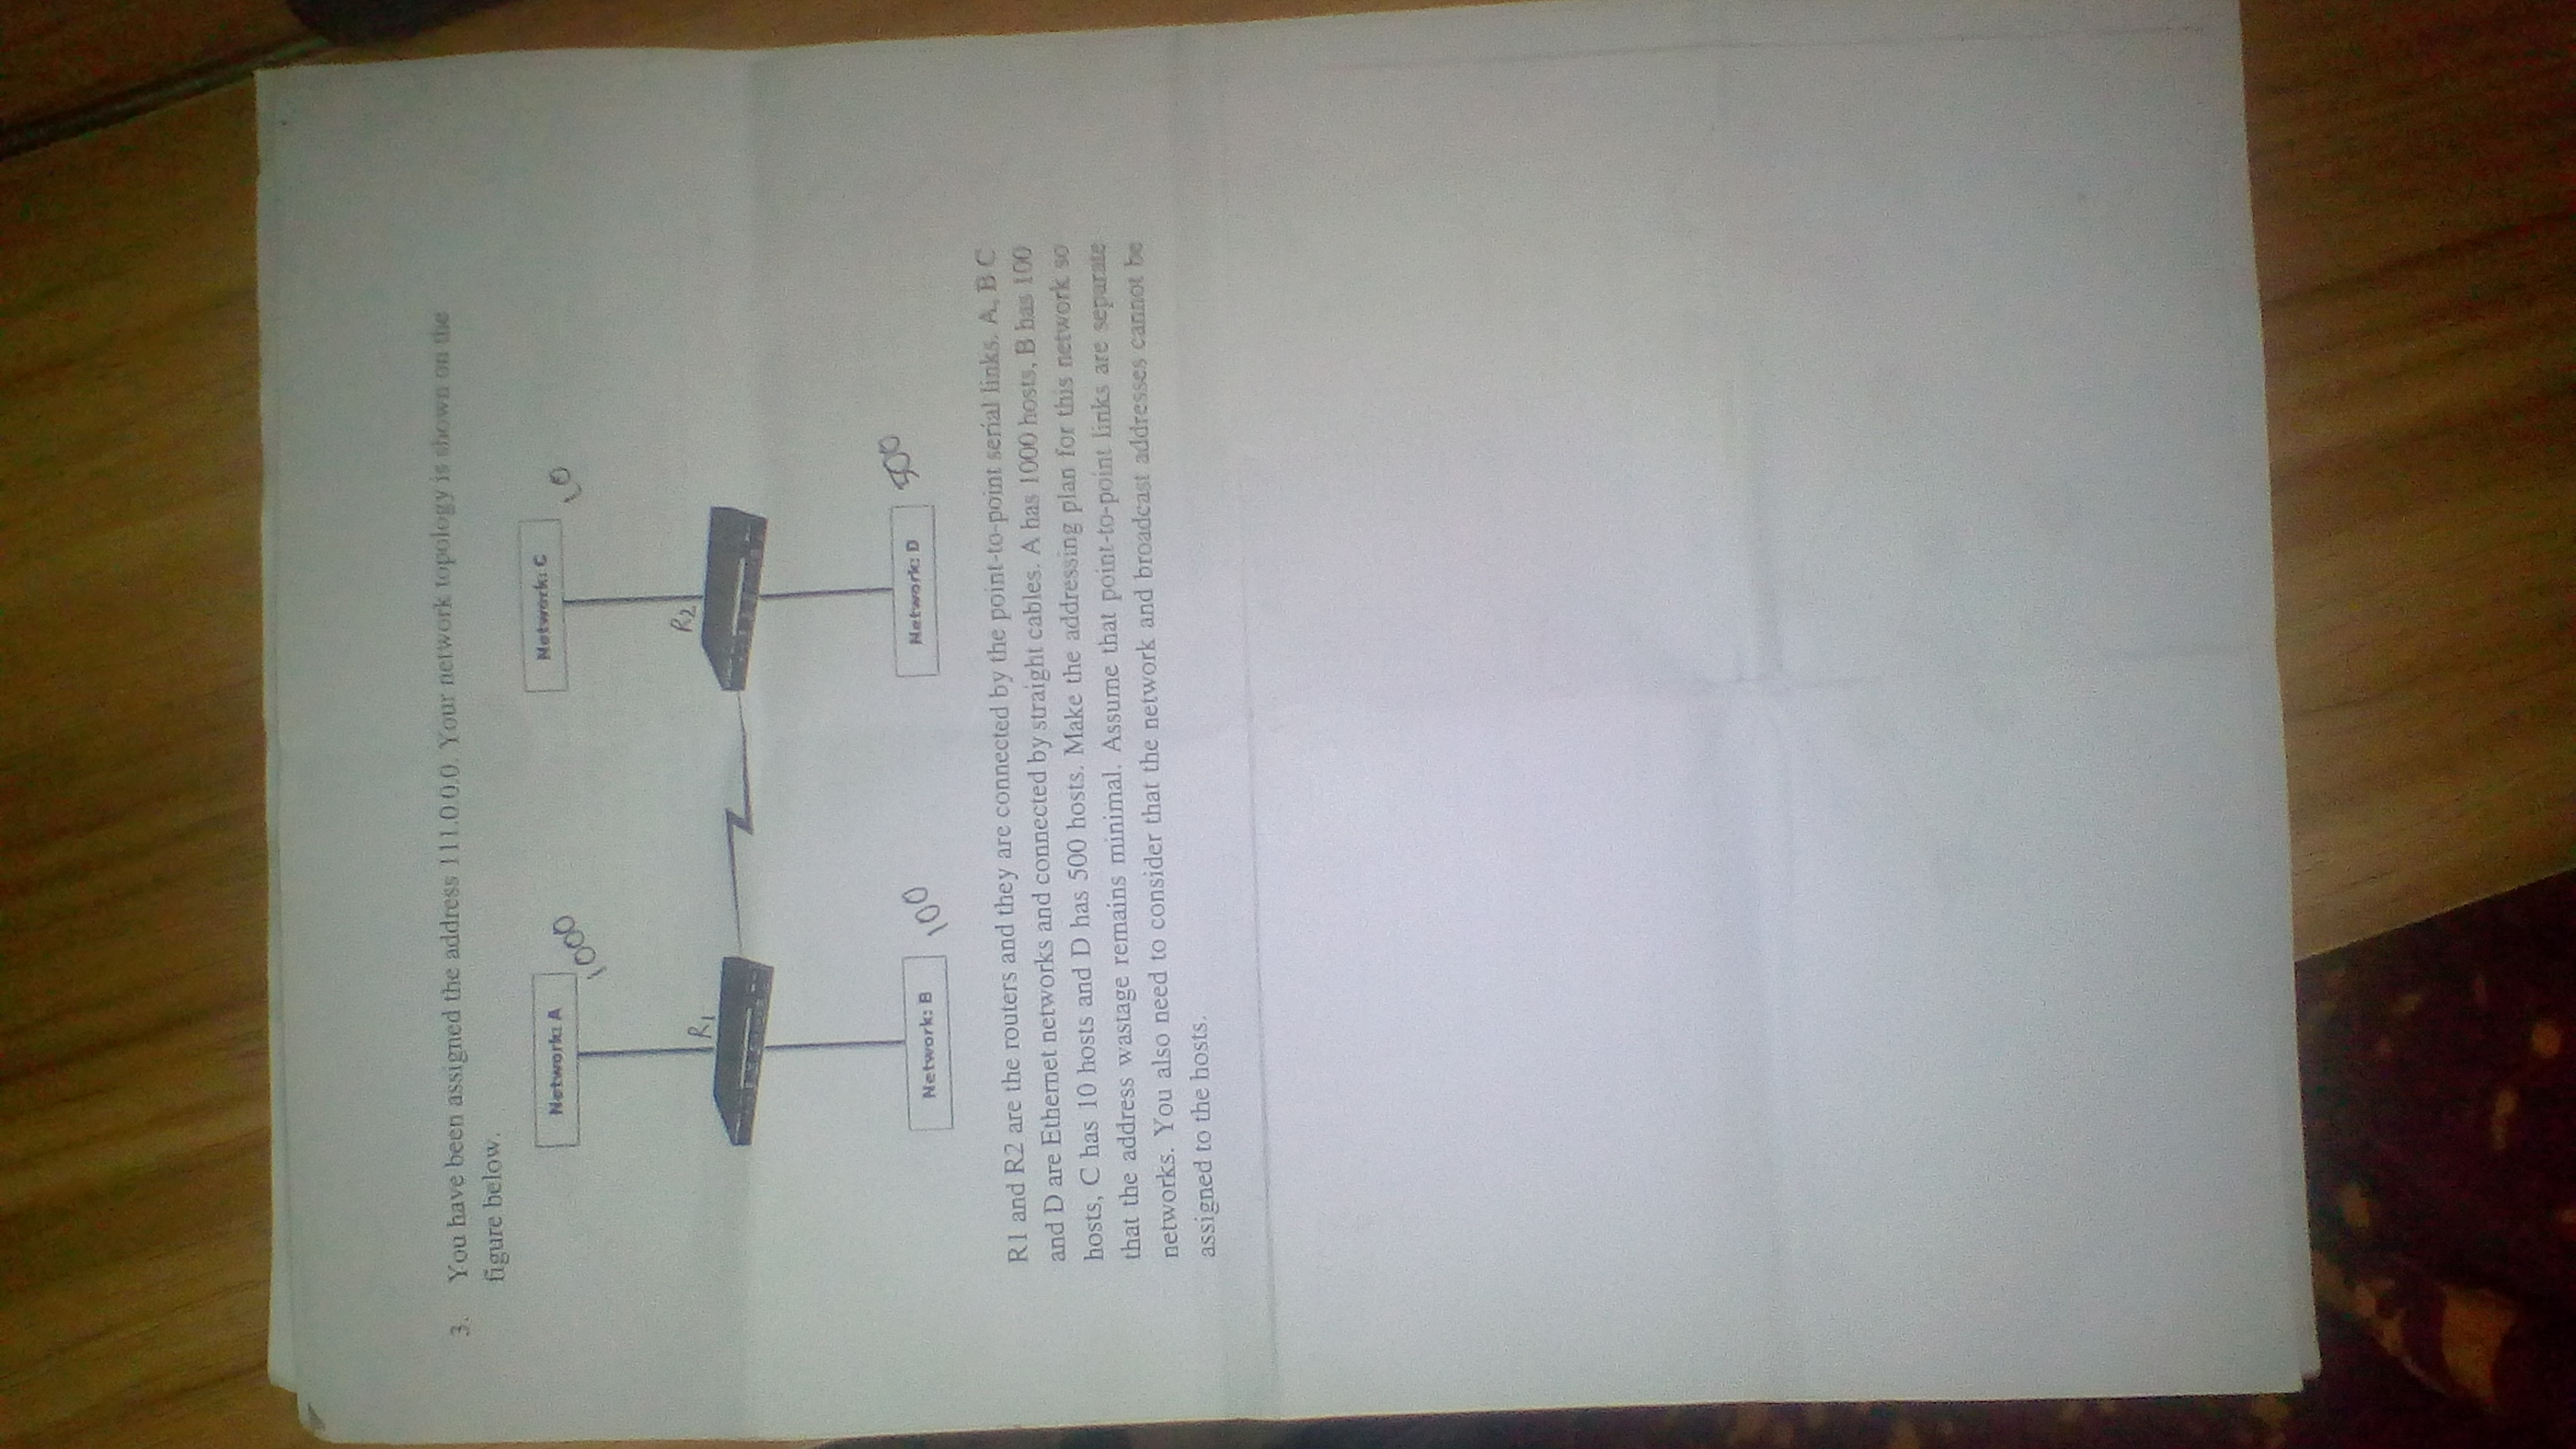 3. You have been assigned the address 111.0.0.0. Your network topology is shown on the
figure below.
Network: A
Network: C
1000
10
R1
R2
Network: B
100
Network: D
500
R1 and R2 are the routers and they are connected by the point-to-point serial links. A, B C
and D are Ethernet networks and connected by straight cables. A has 1000 hosts, B has 100
hosts, C has 10 hosts and D has 500 hosts. Make the addressing plan for this network so
that the address wastage remains minimal. Assume that point-to-point links are separate
networks. You also need to consider that the network and broadcast addresses cannot be
assigned to the hosts.